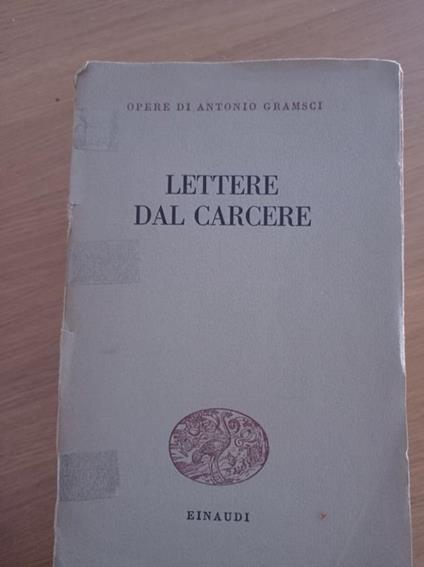 OPERE DI ANTONIO GRAMSCI
LETTERE
DAL CARCERE
EINAUDI